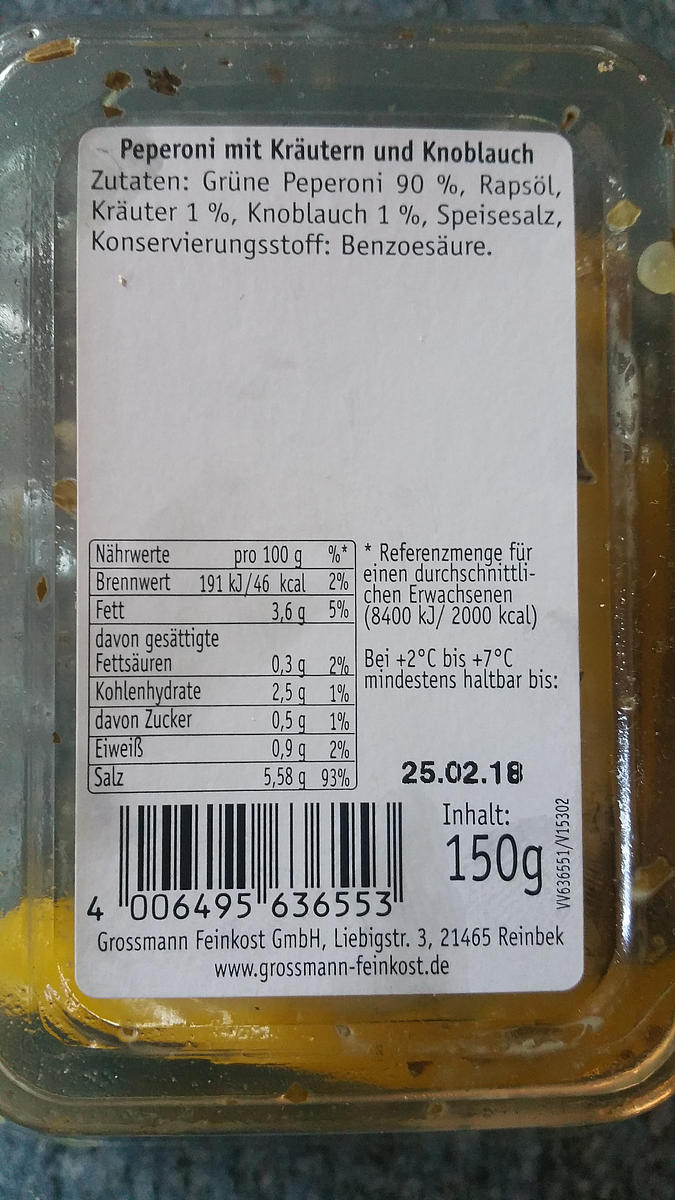 Peperoni mit Kräutern und Knoblauch
Zutaten: Grüne Peperoni 90 %, Rapsöl,
Kräuter 1 %, Knoblauch 1 %, Speisesalz,
Konservierungsstoff: Benzoesäure.
Nährwerte pro 100 g %*
Brennwert 191 kJ/46 kcal 2%
Fett 3,6 g 5%
davon gesättigte
Fettsäuren 0,3 g 2%
Kohlenhydrate 2,5 g 1%
davon Zucker 0,5 g 1%
Eiweiß 0,9 g 2%
Salz 5,58 g 93%
* Referenzmenge für
einen durchschnittli-
chen Erwachsenen
(8400 kJ/ 2000 kcal)
Bei +2°C bis +7°C
mindestens haltbar bis:
25.02.18
Inhalt:
150g
VV636551/V15302
4 006495 636553
Grossmann Feinkost GmbH, Liebigstr. 3, 21465 Reinbek
www.grossmann-feinkost.de